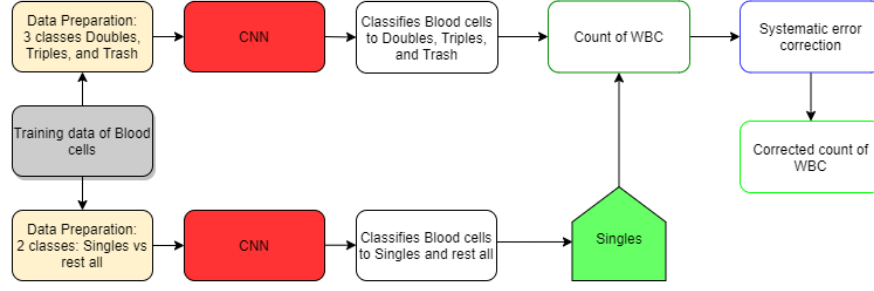 Data Preparation:
3 classes Doubles,
Triples, and Trash
CNN
Classifies Blood cells
to Doubles, Triples, and
Trash
Count of WBC
Systematic error
correction
Training data of Blood
cells
Corrected count of
WBC
Data Preparation:
2 classes: Singles vs
rest all
CNN
Classifies Blood cells
to Singles and rest all
Singles